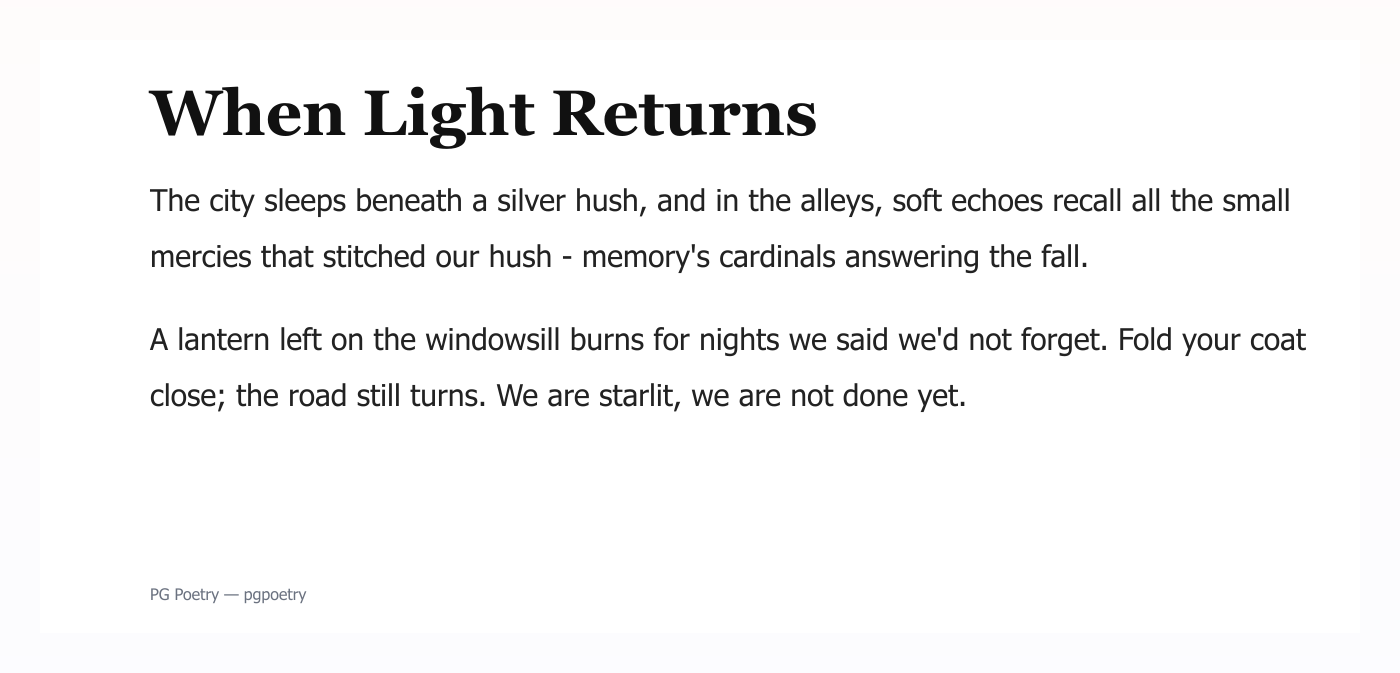 When Light Returns
The city sleeps beneath a silver hush, and in the alleys, soft echoes recall all the small
mercies that stitched our hush - memory's cardinals answering the fall.
A lantern left on the windowsill burns for nights we said we'd not forget. Fold your coat
close; the road still turns. We are starlit, we are not done yet.
PG Poetry — pgpoetry